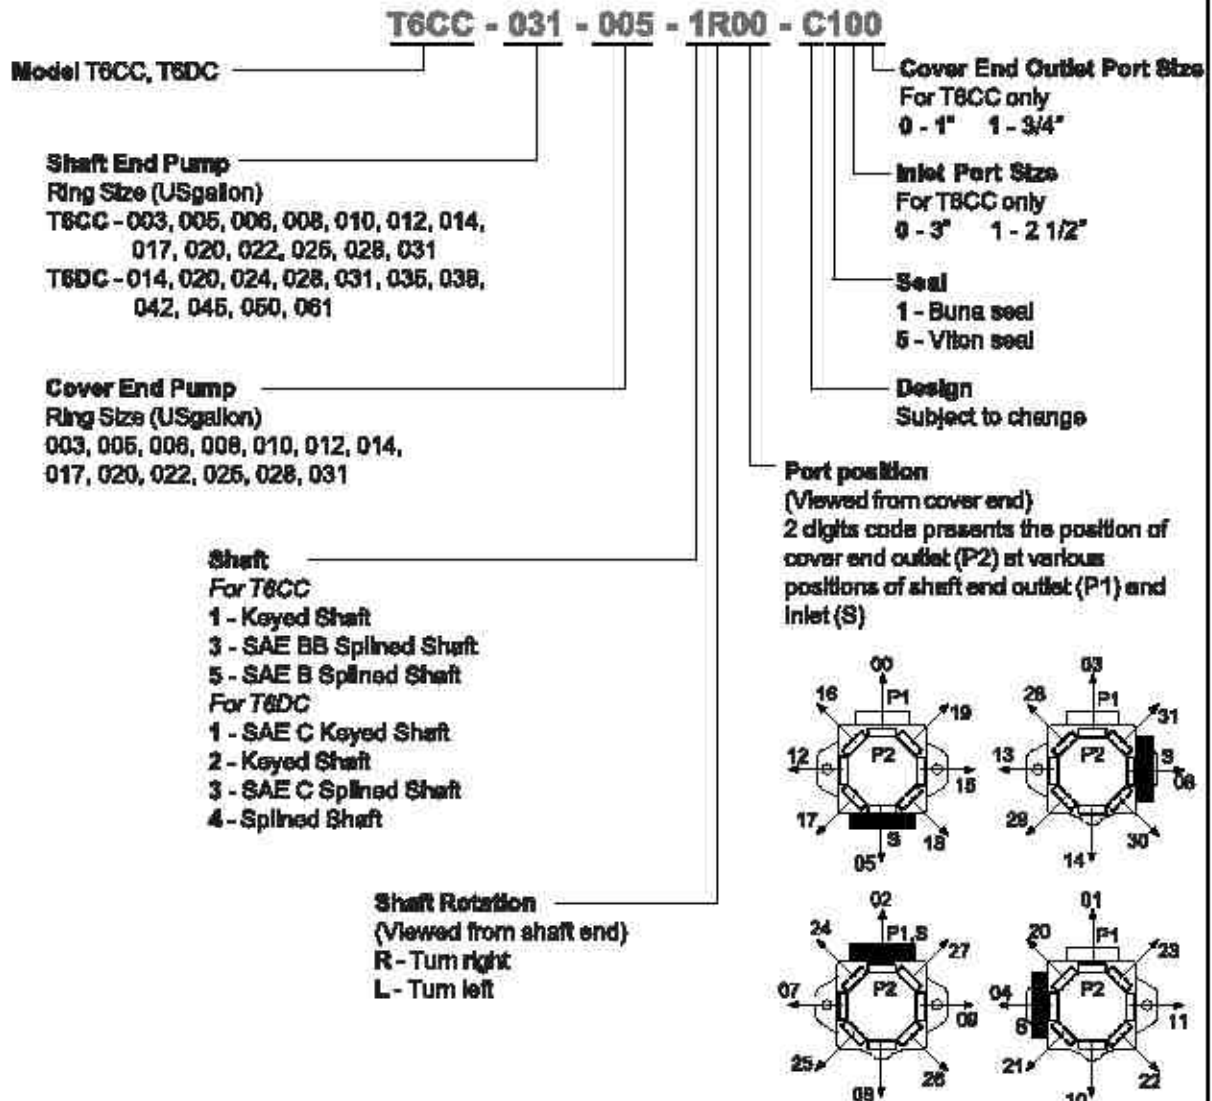 T6CC - 031 - 005 - 1R00 - C100
Model T6CC, T6DC
Cover End Outlet Port Size
For T6CC only
0 - 1" 1 - 3/4"
Shaft End Pump
Ring Size (USgallon)
T6CC - 003, 005, 006, 008, 010, 012, 014,
017, 020, 022, 025, 028, 031
T6DC - 014, 020, 024, 028, 031, 035, 038,
042, 045, 050, 061
Inlet Port Size
For T6CC only
0 - 3" 1 - 2 1/2"
Seal
1 - Buna seal
5 - Viton seal
Cover End Pump
Ring Size (USgallon)
003, 005, 006, 008, 010, 012, 014,
017, 020, 022, 025, 028, 031
Design
Subject to change
Port position
(Viewed from cover end)
2 digits code presents the position of
cover end outlet (P2) at various
positions of shaft end outlet (P1) and
inlet (S)
Shaft
For T6CC
1 - Keyed Shaft
3 - SAE BB Splined Shaft
5 - SAE B Splined Shaft
For T6DC
1 - SAE C Keyed Shaft
2 - Keyed Shaft
3 - SAE C Splined Shaft
4 - Splined Shaft
Shaft Rotation
(Viewed from shaft end)
R - Turn right
L - Turn left
00
16 P1 19
12 P2 15
17 S 18
05
03
28 P1 31
13 P2 S 06
29 30
14
02
24 P1,S 27
07 P2 09
25 26
08
01
20 P1 23
04 P2 11
S
21 22
10